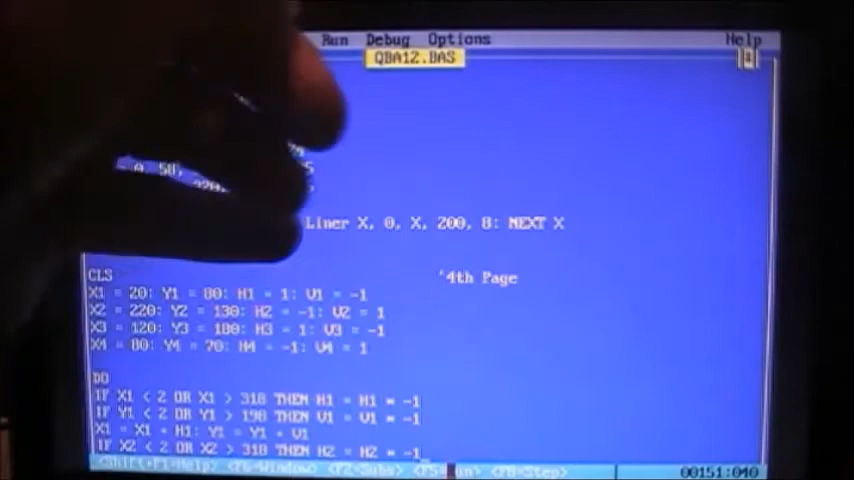 Run Debug Options Help
QBA12.BAS
Liner X, 0, X, 200, 8: NEXT X
CLS '4th Page
X1 = 20: Y1 = 80: H1 = 1: V1 = -1
X2 = 220: Y2 = 130: H2 = -1: V2 = 1
X3 = 120: Y3 = 180: H3 = 1: V3 = -1
X4 = 80: Y4 = 70: H4 = -1: V4 = 1
DO
IF X1 < 2 OR X1 > 318 THEN H1 = H1 * -1
IF Y1 < 2 OR Y1 > 198 THEN V1 = V1 * -1
X1 = X1 + H1: Y1 = Y1 + V1
IF X2 < 2 OR X2 > 318 THEN H2 = H2 * -1
<Shift+F1=Help> <F6=Window> <F2=Subs> <F5=Run> <F8=Step> 00151:040